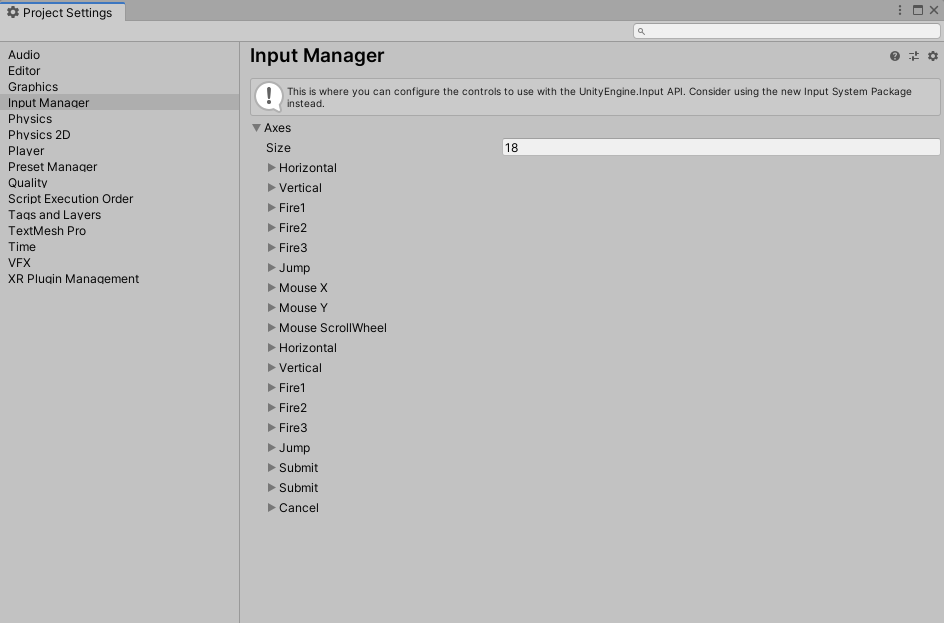 Project Settings
Audio
Editor
Graphics
Input Manager
Physics
Physics 2D
Player
Preset Manager
Quality
Script Execution Order
Tags and Layers
TextMesh Pro
Time
VFX
XR Plugin Management
Input Manager
This is where you can configure the controls to use with the UnityEngine.Input API. Consider using the new Input System Package
instead.
Axes
Size 18
Horizontal
Vertical
Fire1
Fire2
Fire3
Jump
Mouse X
Mouse Y
Mouse ScrollWheel
Horizontal
Vertical
Fire1
Fire2
Fire3
Jump
Submit
Submit
Cancel